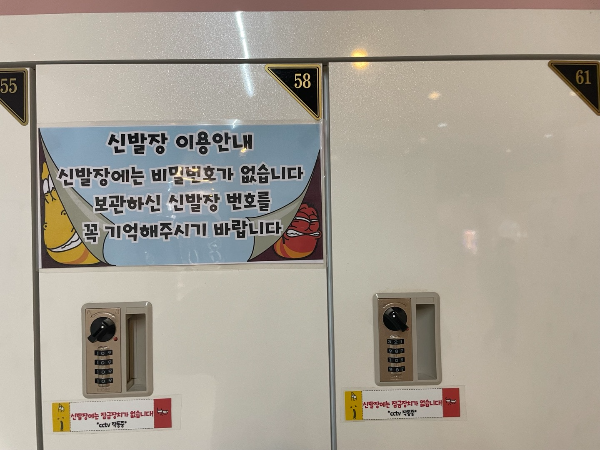 55
58
61
신발장 이용안내
신발장에는 비밀번호가 없습니다
보관하신 신발장 번호를
꼭 기억해주시기 바랍니다
신발장에는 잠금장치가 없습니다!
*cctv 작동중*
신발장에는 잠금장치가 없습니다!
*cctv 작동중*